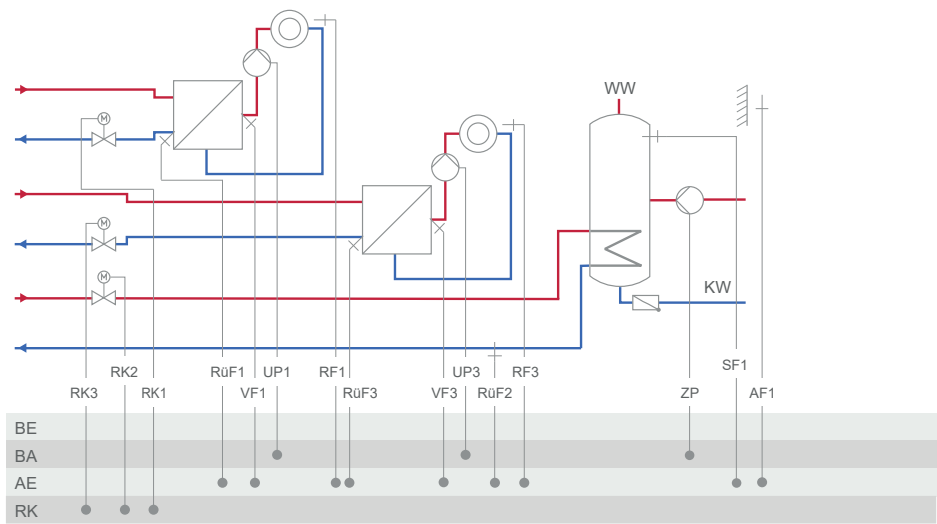 WW
M
M
M
KW
RK3
RK2
RK1
RüF1
VF1
UP1
RF1
RüF3
VF3
UP3
RüF2
RF3
ZP
SF1
AF1
BE
BA
AE
RK